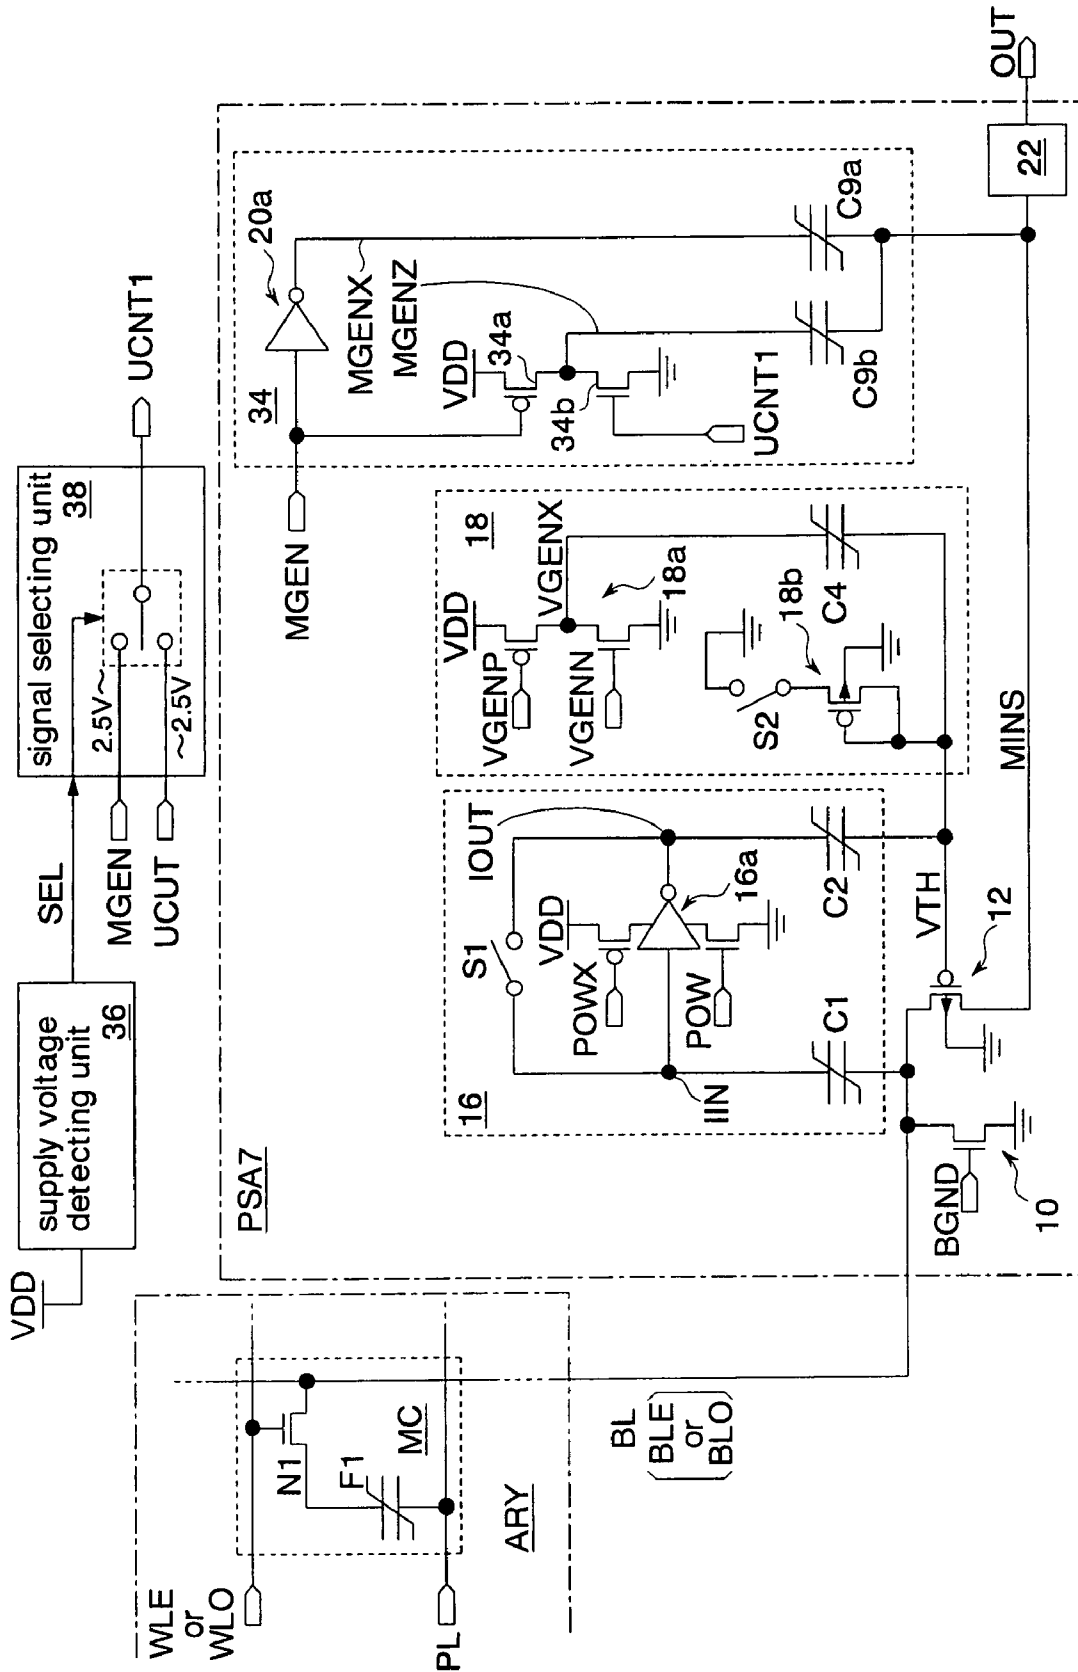 VDD
supply voltage
detecting unit
36
SEL
signal selecting unit
38
2.5V
2.5V
MGEN
UCUT
UCNT1
WLE
or
WLO
PL
N1
F1
MC
ARY
BL
BLE
or
BLO
PSA7
16
IIN
S1
IOUT
VDD
POWX
POW
16a
C1
C2
BGND
10
12
VTH
MINS
18
VDD
VGENP
VGENN
VGENX
18a
S2
18b
C4
MGEN
34
20a
MGENX
MGENZ
VDD
34a
34b
UCNT1
C9b
C9a
22
OUT